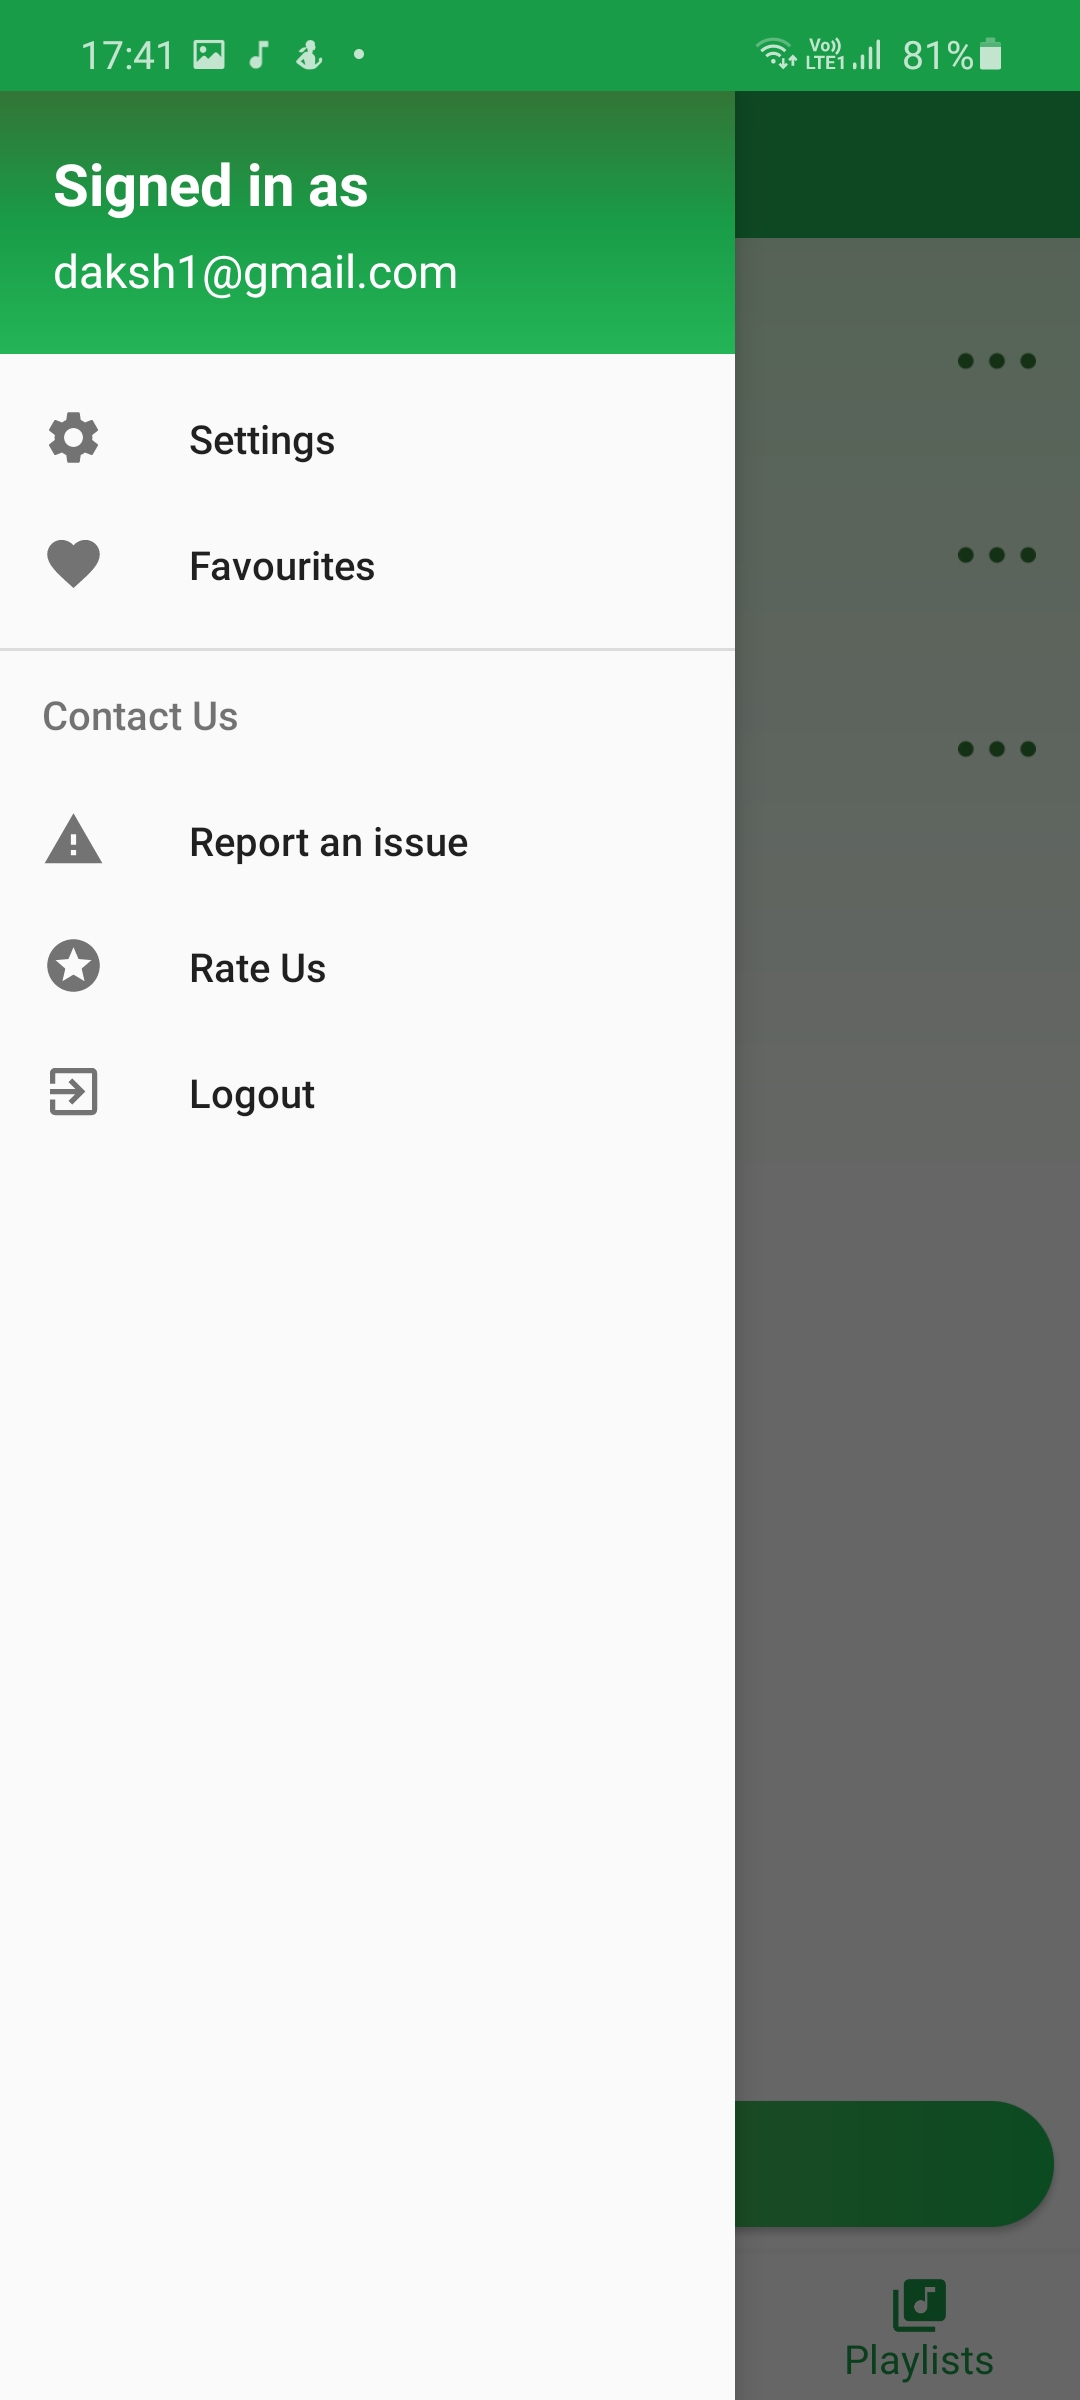 17:41
Vo)) LTE1 81%
Signed in as
daksh1@gmail.com
Settings
Favourites
Contact Us
Report an issue
Rate Us
Logout
Playlists